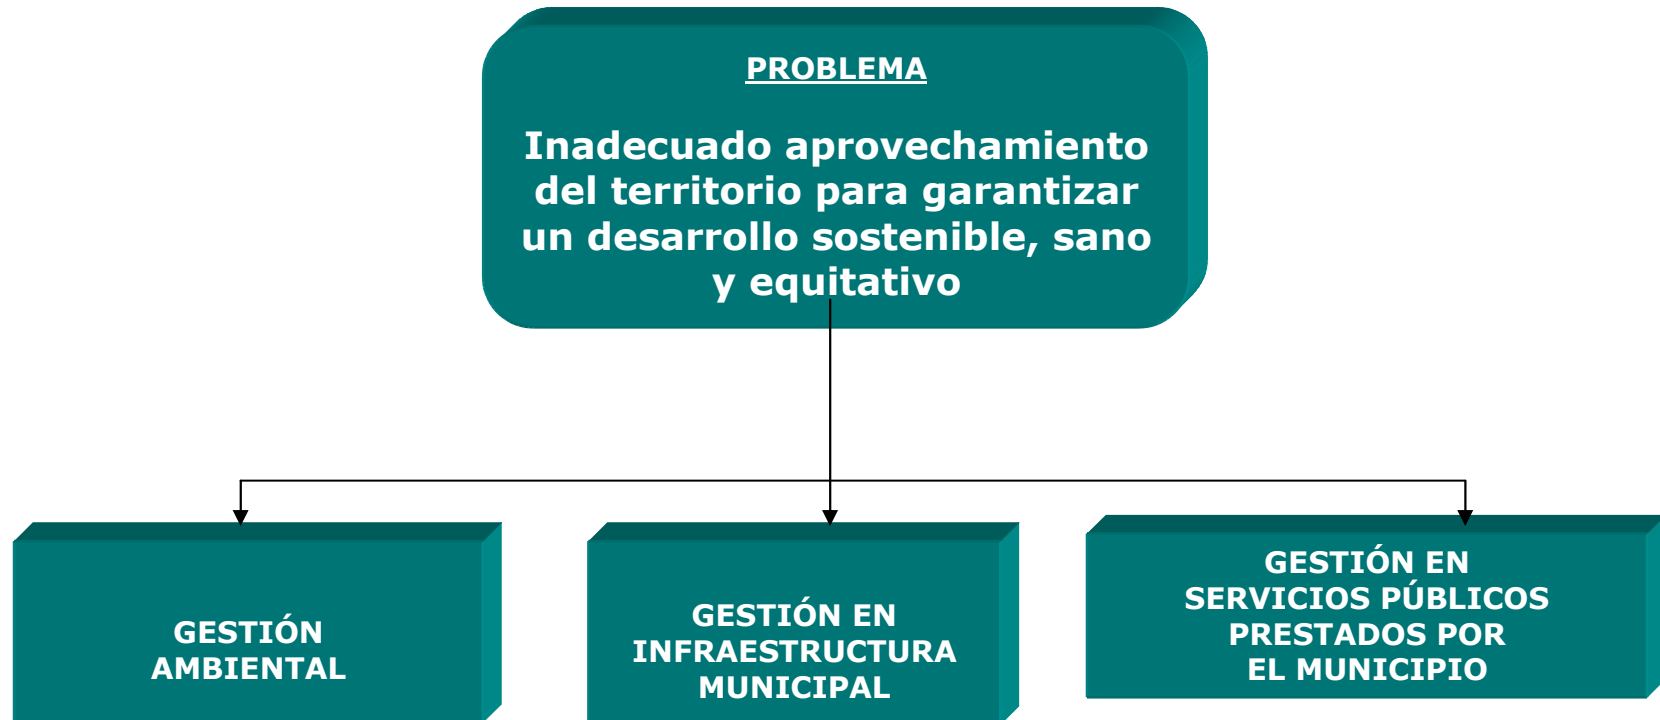 PROBLEMA
Inadecuado aprovechamiento
del territorio para garantizar
un desarrollo sostenible, sano
y equitativo
GESTIÓN
AMBIENTAL
GESTIÓN EN
INFRAESTRUCTURA
MUNICIPAL
GESTIÓN EN
SERVICIOS PÚBLICOS
PRESTADOS POR
EL MUNICIPIO